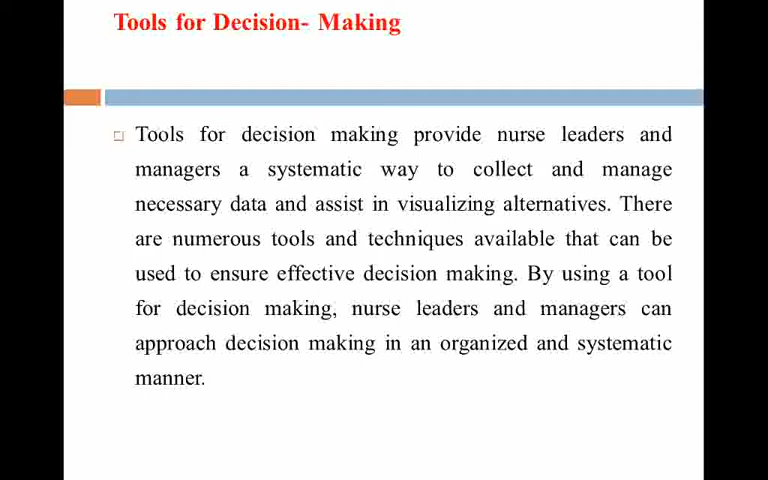 Tools for Decision- Making
Tools for decision making provide nurse leaders and
managers a systematic way to collect and manage
necessary data and assist in visualizing alternatives. There
are numerous tools and techniques available that can be
used to ensure effective decision making. By using a tool
for decision making, nurse leaders and managers can
approach decision making in an organized and systematic
manner.